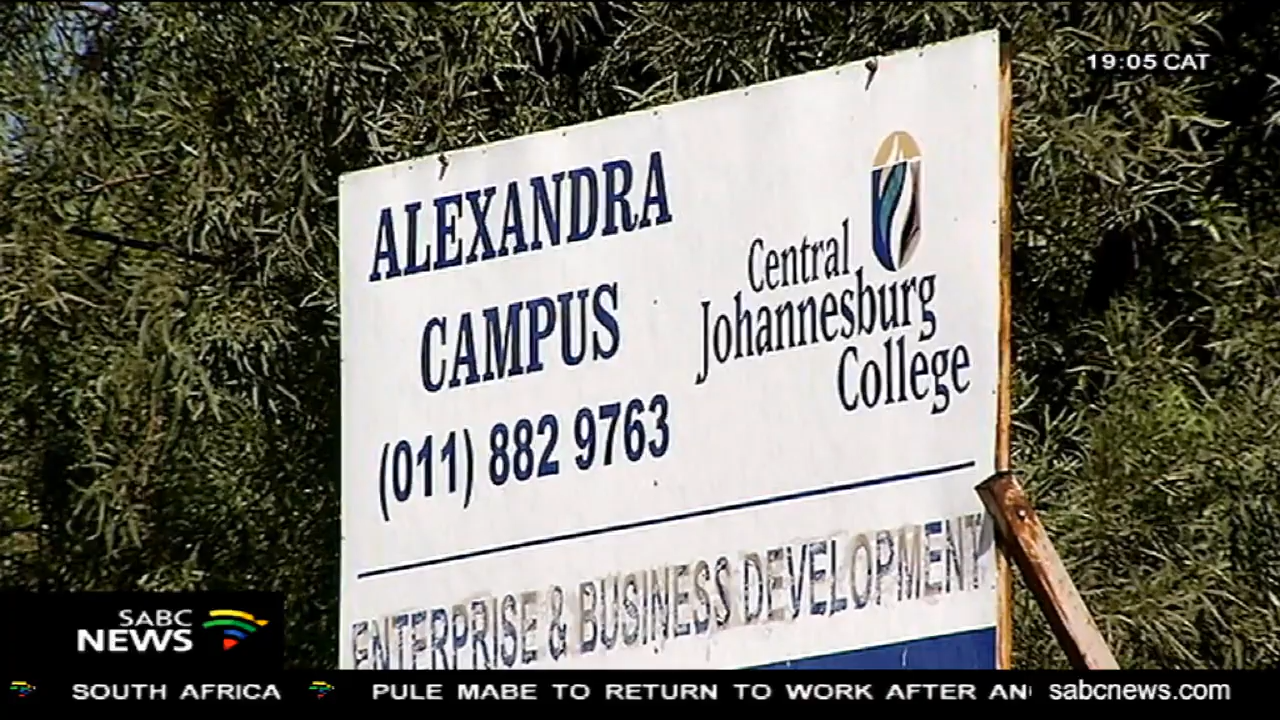 19:05 CAT
ALEXANDRA
CAMPUS
(011) 882 9763
Central
Johannesburg
College
ENTERPRISE & BUSINESS DEVELOPMENT
SABC
NEWS
SOUTH AFRICA PULE MABE TO RETURN TO WORK AFTER AN
sabcnews.com